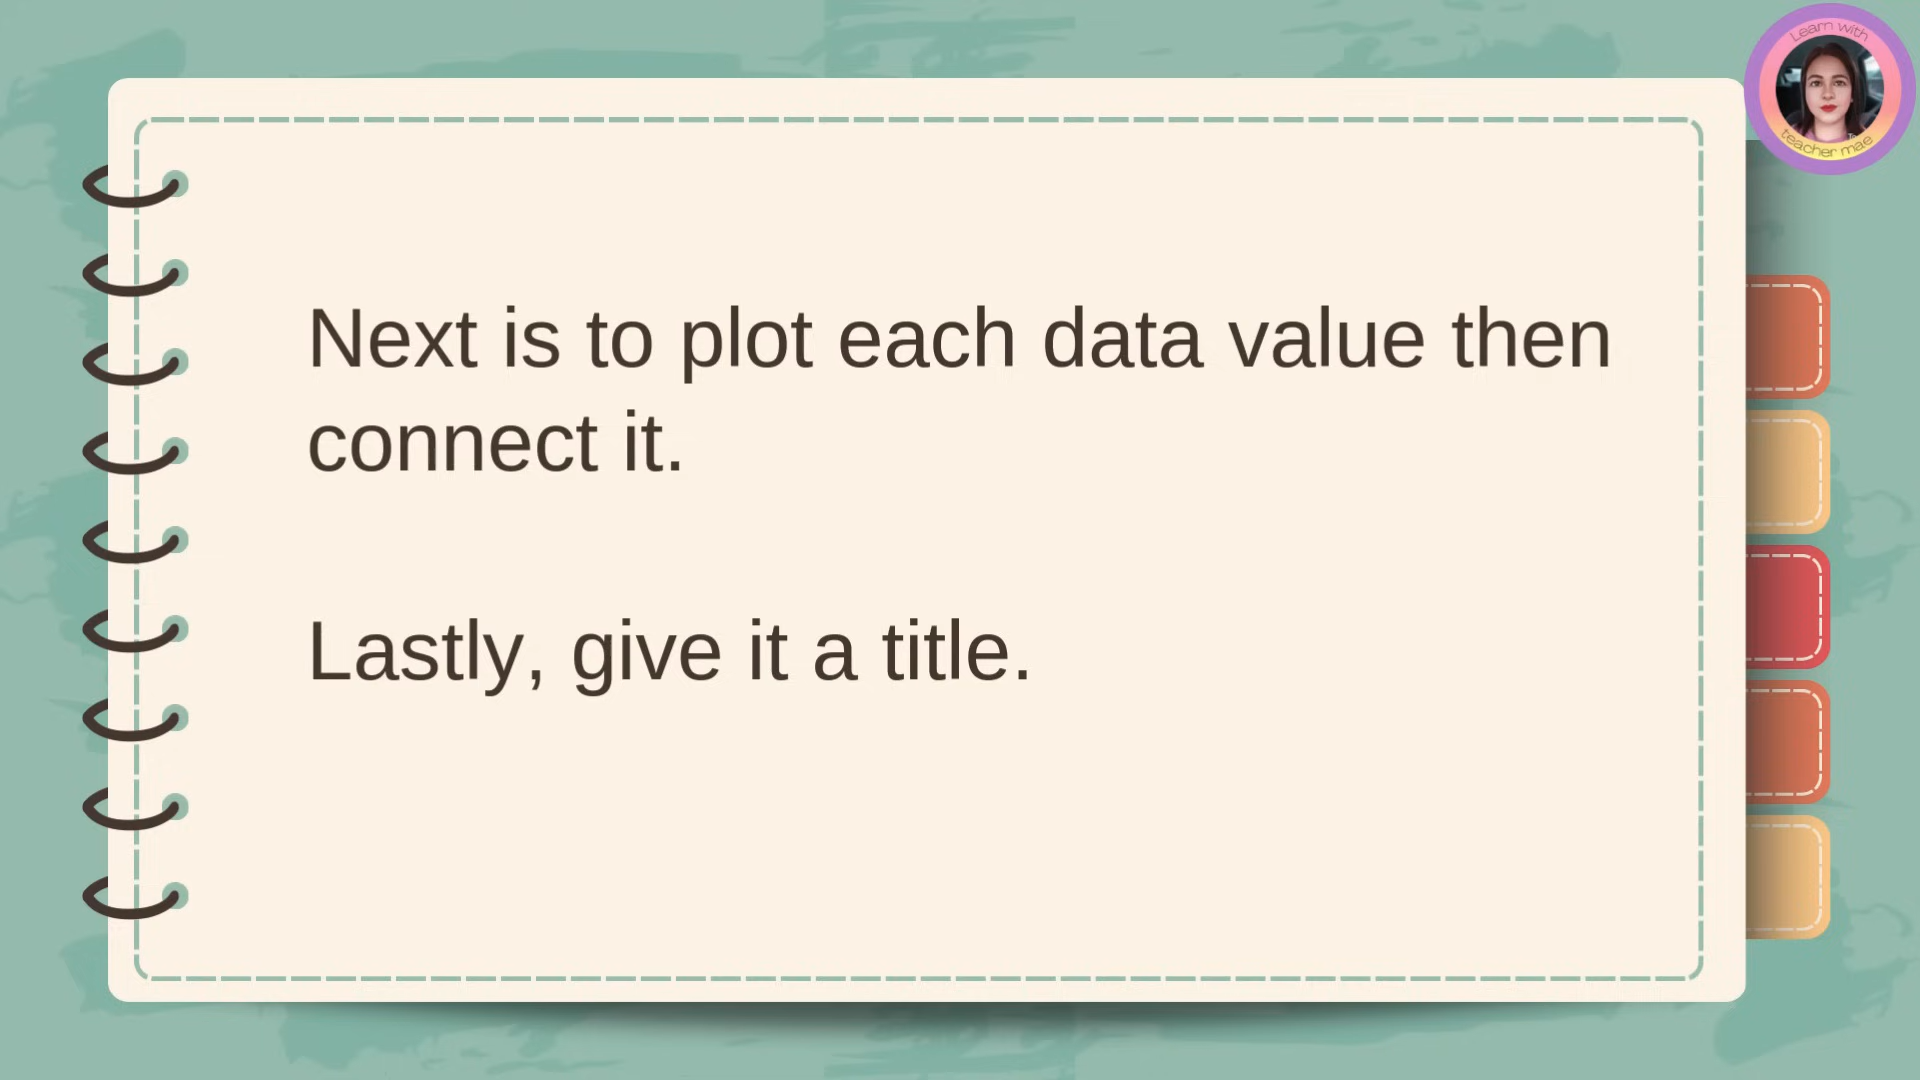 Learn with
teacher mae
Next is to plot each data value then
connect it.
Lastly, give it a title.